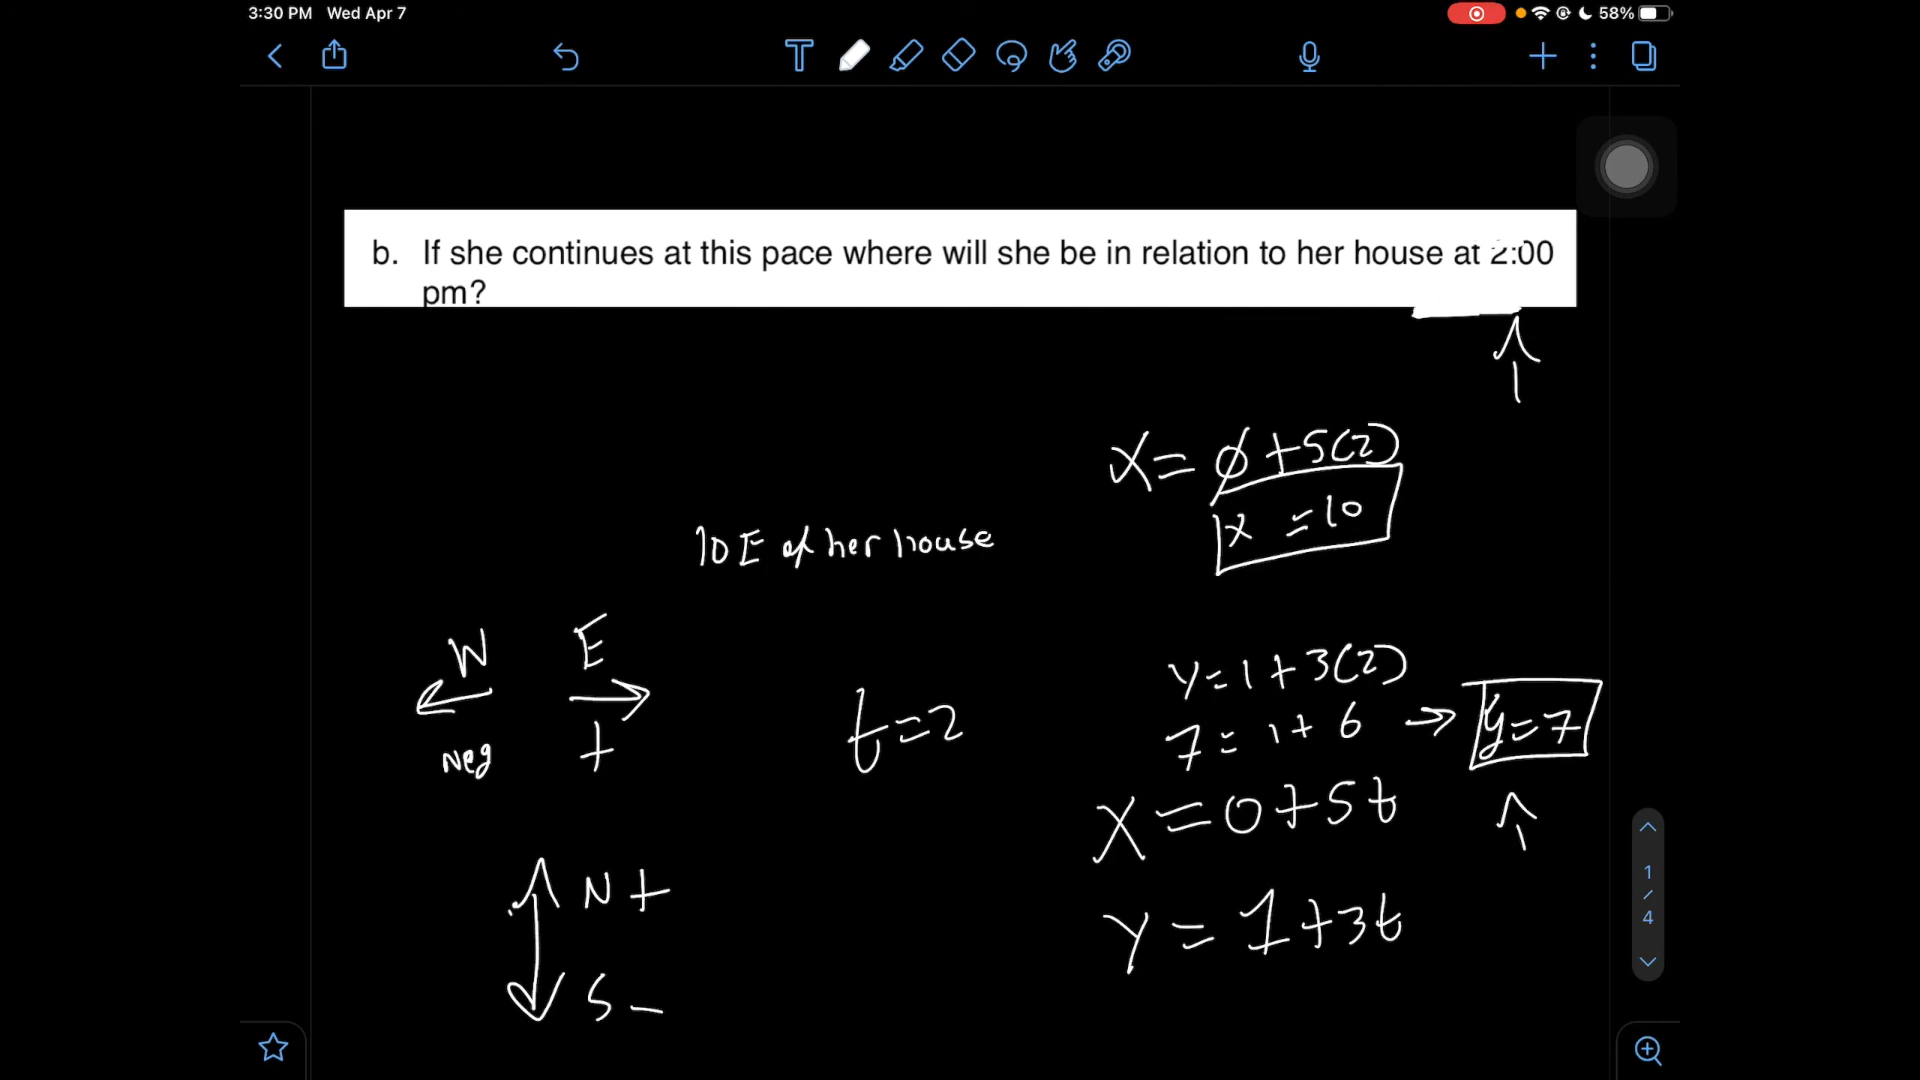 3:30 PM Wed Apr 7
58%
T
b. If she continues at this pace where will she be in relation to her house at 2:00
pm?
x = 0 + 5(2)
x = 10
10 E of her house
W E
Neg +
t = 2
y = 1 + 3(2)
7 = 1 + 6 → y = 7
x = 0 + 5t
N +
y = 1 + 3t
S -
1
/
4